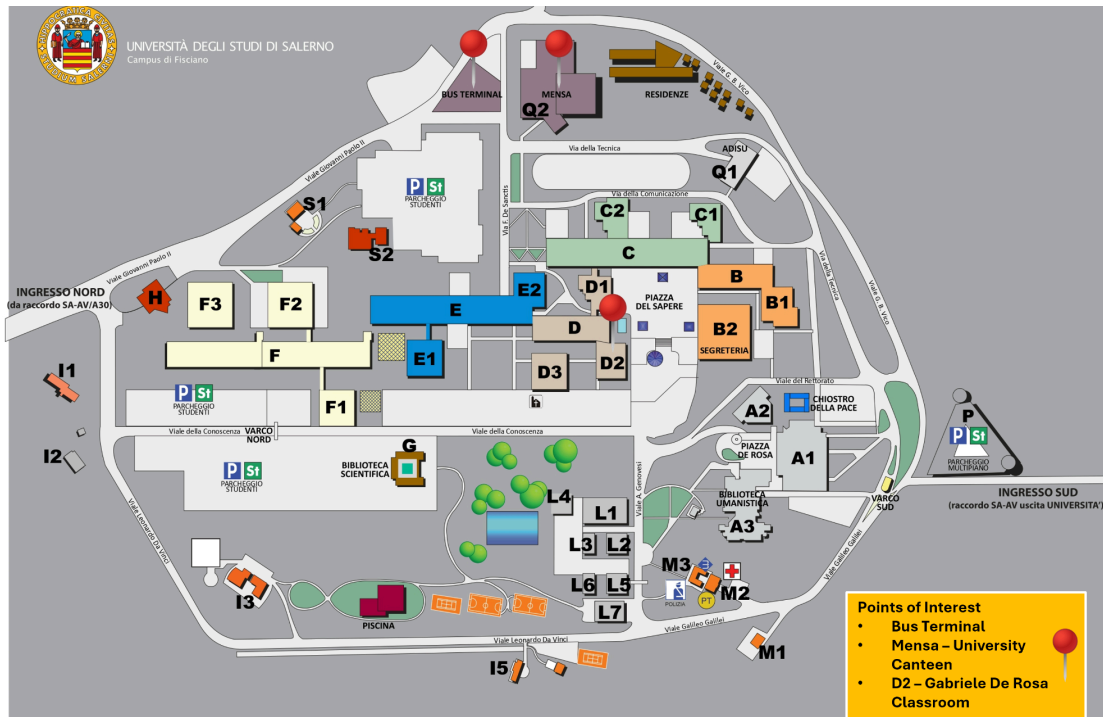 HIPPOCRATICA CIVITAS
STUDIUM SALERNI
UNIVERSITÀ DEGLI STUDI DI SALERNO
Campus di Fisciano
BUS TERMINAL
MENSA
Q2
RESIDENZE
Viale G. B. Vico
Viale Giovanni Paolo II
Via della Tecnica
ADISU
Q1
P St
PARCHEGGIO
STUDENTI
Via F. De Sanctis
Via della Comunicazione
S1
S2
C2
C1
C
Viale Giovanni Paolo II
INGRESSO NORD
(da raccordo SA-AV/A30)
H
F3
F2
E2
E
D1
PIAZZA
DEL SAPERE
B
B1
Via della Tecnica
Viale G. B. Vico
D
B2
SEGRETERIA
F
E1
D3
D2
I1
P St
PARCHEGGIO
STUDENTI
F1
Viale del Rettorato
A2
CHIOSTRO
DELLA PACE
P
P St
PARCHEGGIO
MULTIPIANO
Viale della Conoscenza
VARCO
NORD
Viale della Conoscenza
I2
P St
PARCHEGGIO
STUDENTI
G
BIBLIOTECA
SCIENTIFICA
Viale A. Genovesi
PIAZZA
DE ROSA
A1
INGRESSO SUD
(raccordo SA-AV uscita UNIVERSITA')
VARCO
SUD
BIBLIOTECA
UMANISTICA
A3
L4
L1
L3
L2
L6
L5
L7
Viale Leonardo Da Vinci
Viale Galileo Galilei
M3
M2
POLIZIA
PT
I3
PISCINA
Viale Leonardo Da Vinci
Viale Galileo Galilei
I5
M1
Points of Interest
• Bus Terminal
• Mensa – University
Canteen
• D2 – Gabriele De Rosa
Classroom